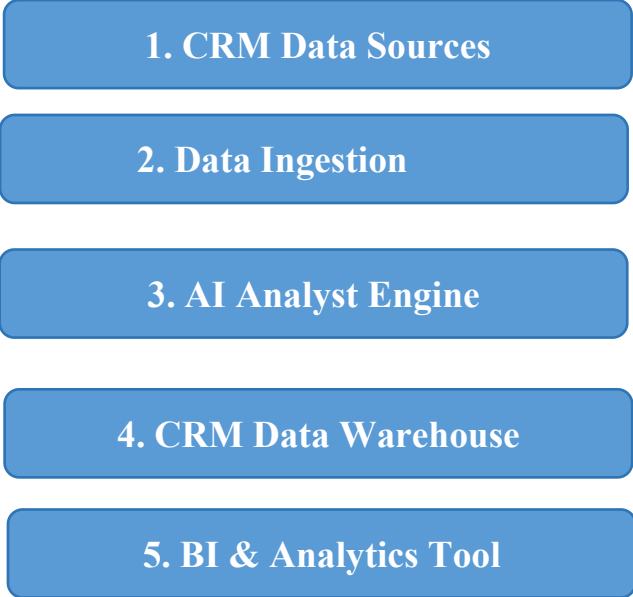 1. CRM Data Sources
2. Data Ingestion
3. AI Analyst Engine
4. CRM Data Warehouse
5. BI & Analytics Tool